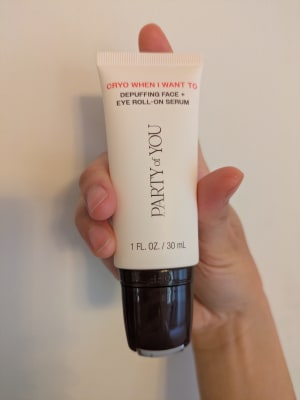 CRYO WHEN I WANT TO
DEPUFFING FACE +
EYE ROLL-ON SERUM
PARTY of YOU
1 FL. OZ. / 30 mL